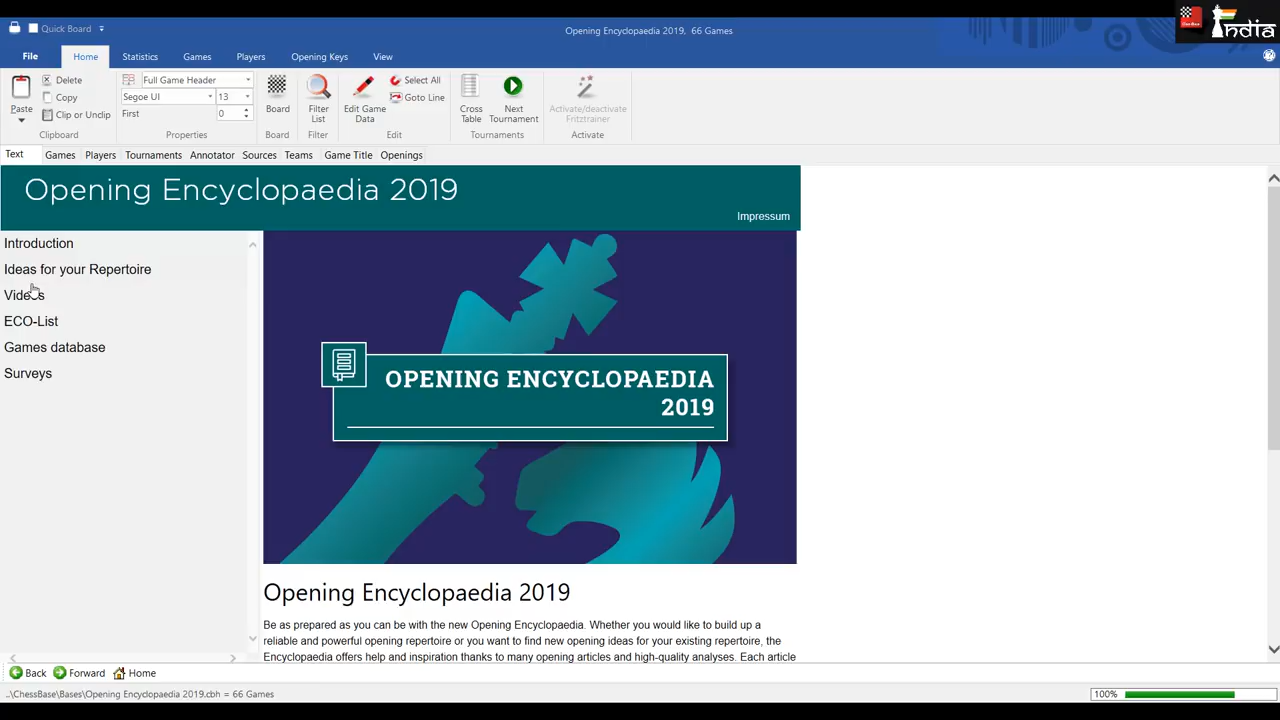 Quick Board
Opening Encyclopaedia 2019, 66 Games
India
File Home Statistics Games Players Opening Keys View
Paste
Delete
Copy
Clip or Unclip
Clipboard
Full Game Header
Segoe UI 13
First 0
Properties
Board
Board
Filter List
Filter
Edit Game Data
Select All
Goto Line
Edit
Cross Table
Next Tournament
Tournaments
Activate/deactivate Fritztrainer
Activate
Text Games Players Tournaments Annotator Sources Teams Game Title Openings
Opening Encyclopaedia 2019
Impressum
Introduction
Ideas for your Repertoire
Videos
ECO-List
Games database
Surveys
OPENING ENCYCLOPAEDIA
2019
Opening Encyclopaedia 2019
Be as prepared as you can be with the new Opening Encyclopaedia. Whether you would like to build up a
reliable and powerful opening repertoire or you want to find new opening ideas for your existing repertoire, the
Encyclopaedia offers help and inspiration thanks to many opening articles and high-quality analyses. Each article
Back Forward Home
..\ChessBase\Bases\Opening Encyclopaedia 2019.cbh = 66 Games
100%